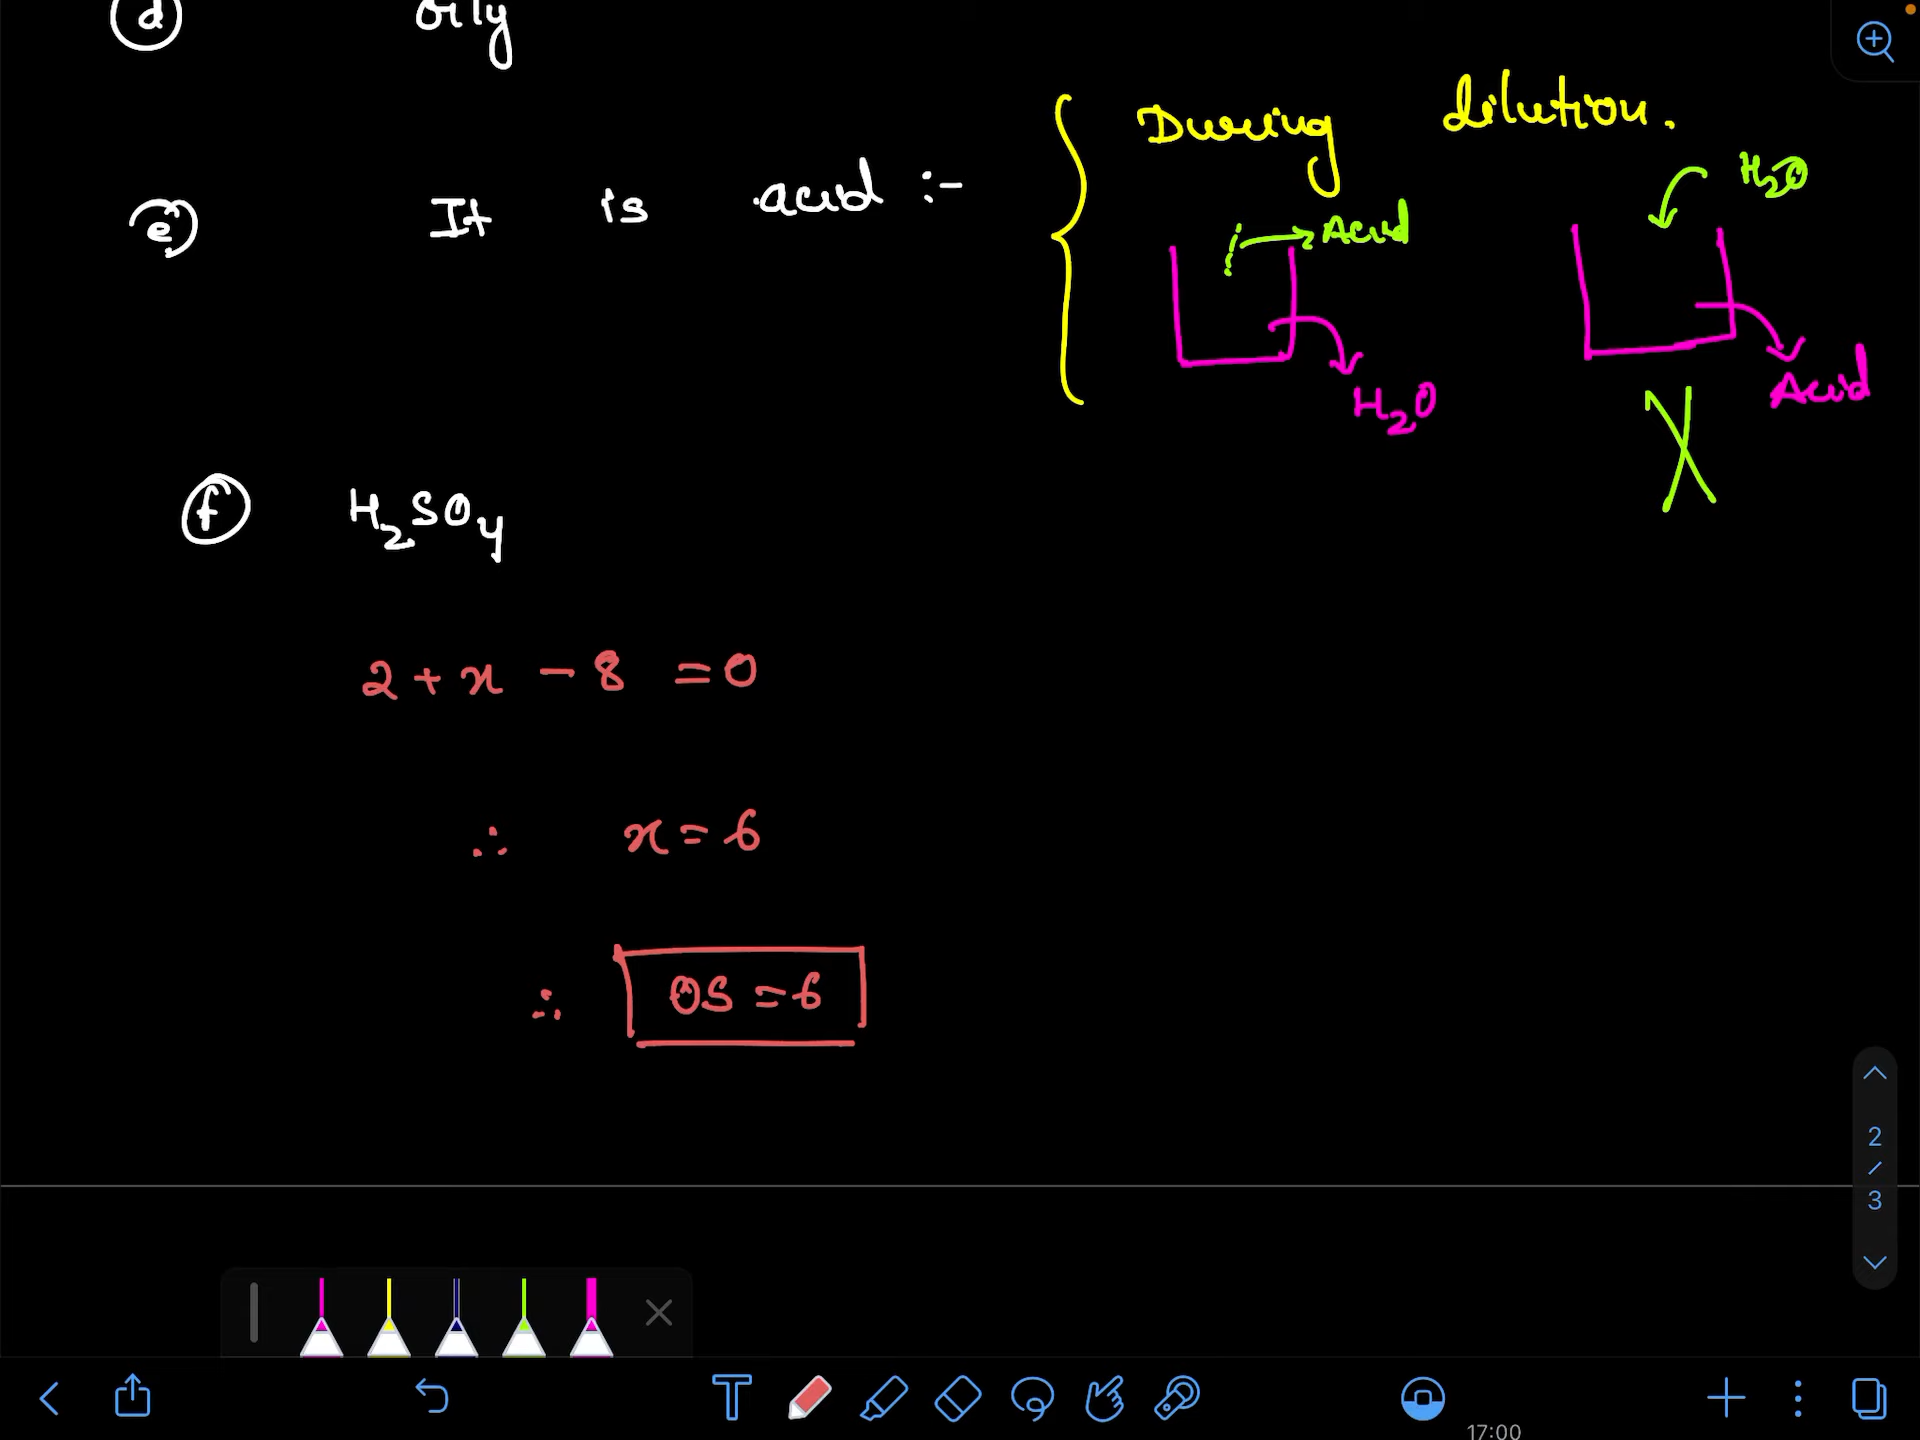 (d) oily
During dilution.
(e) It is acid :-
Acid
H₂O
H₂O
Acid
X
(f) H₂SO₄
2 + x - 8 = 0
∴ x = 6
∴ OS = 6
2
/
3
T
17:00